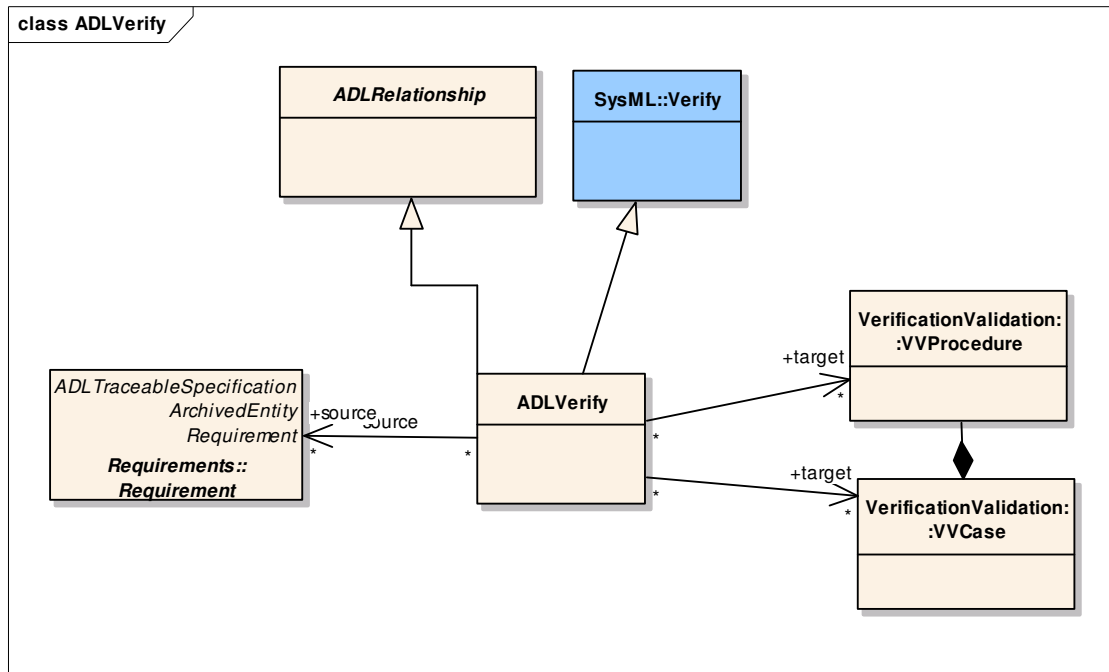 class ADLVerify
ADLRelationship
SysML::Verify
VerificationValidation:
:VVProcedure
+target
*
ADLTraceableSpecification
ArchivedEntity
Requirement
Requirements::
Requirement
+source
source
*
*
ADLVerify
*
*
+target
*
VerificationValidation:
:VVCase